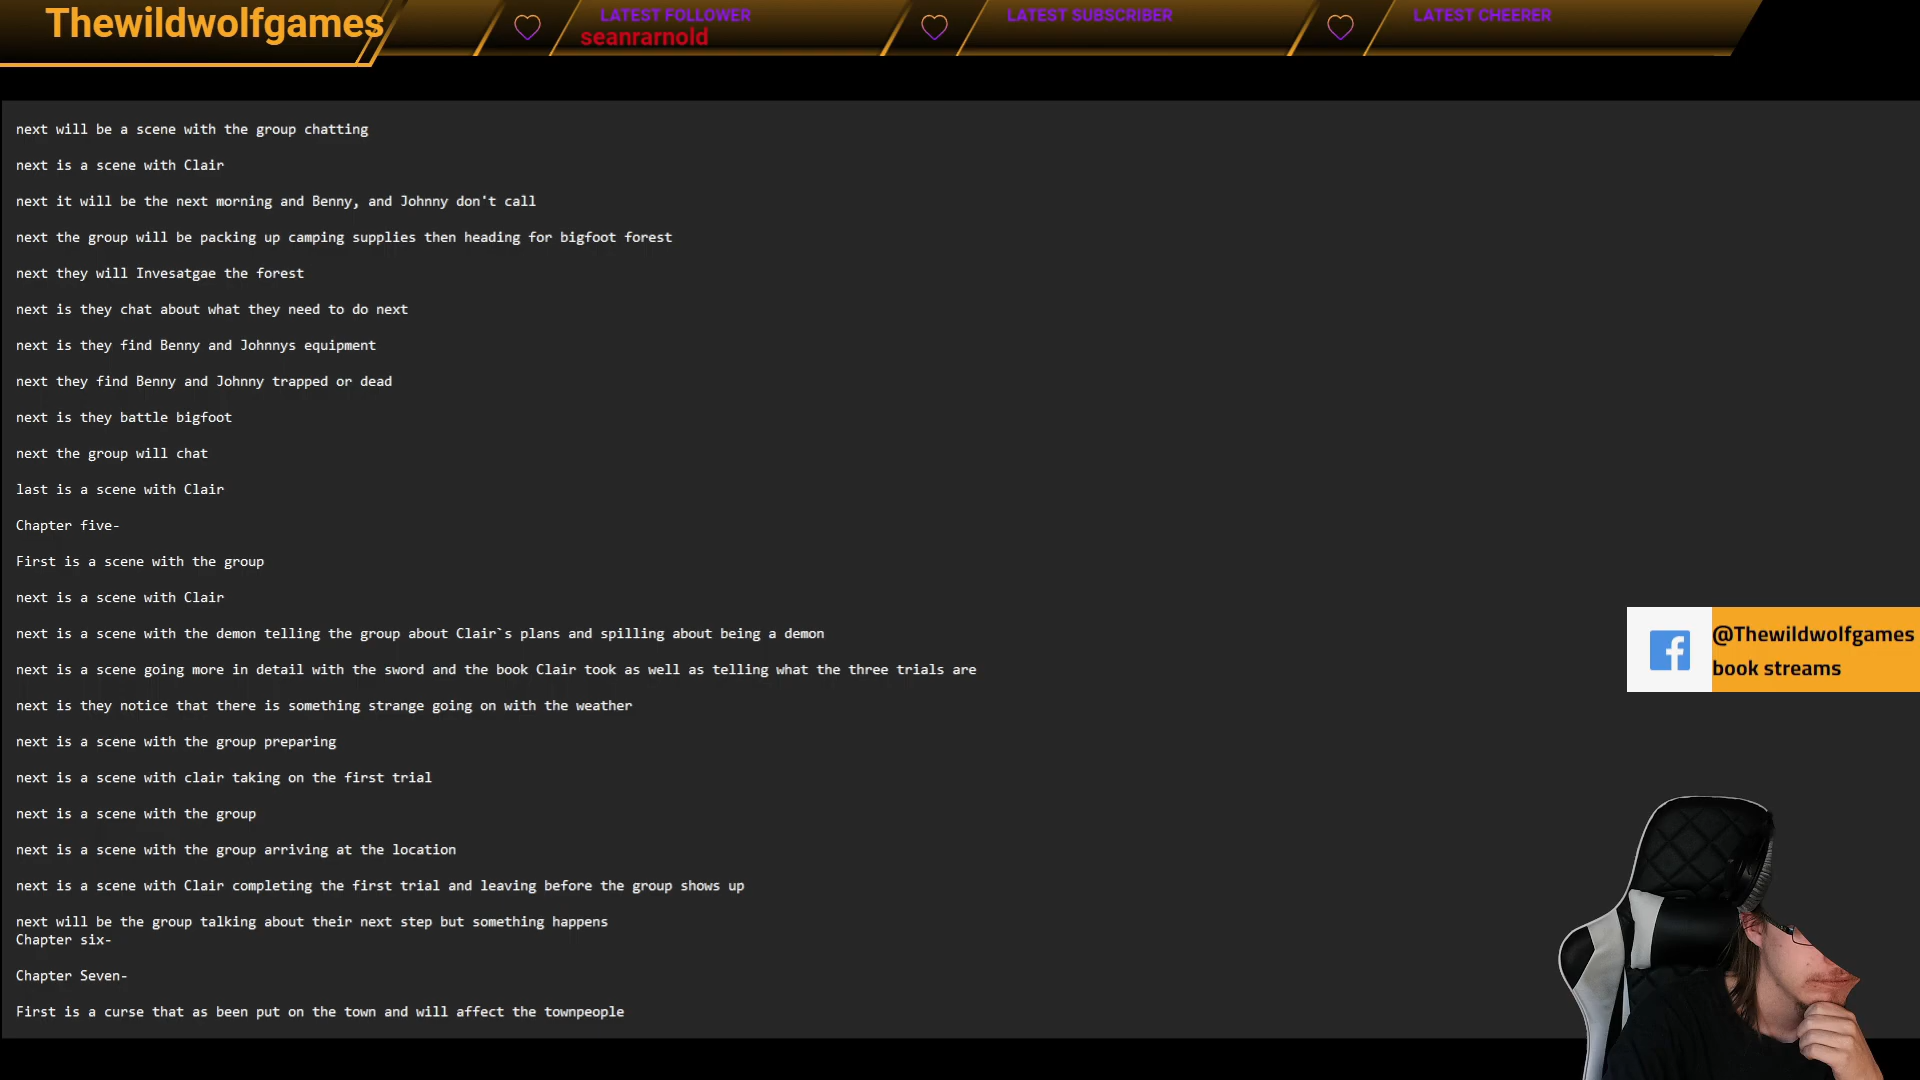 Thewildwolfgames
LATEST FOLLOWER
seanrarnold
LATEST SUBSCRIBER
LATEST CHEERER
next will be a scene with the group chatting
next is a scene with Clair
next it will be the next morning and Benny, and Johnny don't call
next the group will be packing up camping supplies then heading for bigfoot forest
next they will Invesatgae the forest
next is they chat about what they need to do next
next is they find Benny and Johnnys equipment
next they find Benny and Johnny trapped or dead
next is they battle bigfoot
next the group will chat
last is a scene with Clair
Chapter five-
First is a scene with the group
next is a scene with Clair
next is a scene with the demon telling the group about Clair`s plans and spilling about being a demon
next is a scene going more in detail with the sword and the book Clair took as well as telling what the three trials are
next is they notice that there is something strange going on with the weather
next is a scene with the group preparing
next is a scene with clair taking on the first trial
next is a scene with the group
next is a scene with the group arriving at the location
next is a scene with Clair completing the first trial and leaving before the group shows up
next will be the group talking about their next step but something happens
Chapter six-
Chapter Seven-
First is a curse that as been put on the town and will affect the townpeople
@Thewildwolfgames
book streams